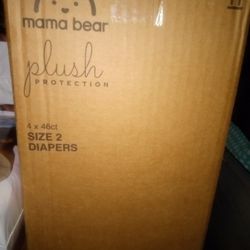 mama bear
plush
PROTECTION
4 x 46ct
SIZE 2
DIAPERS